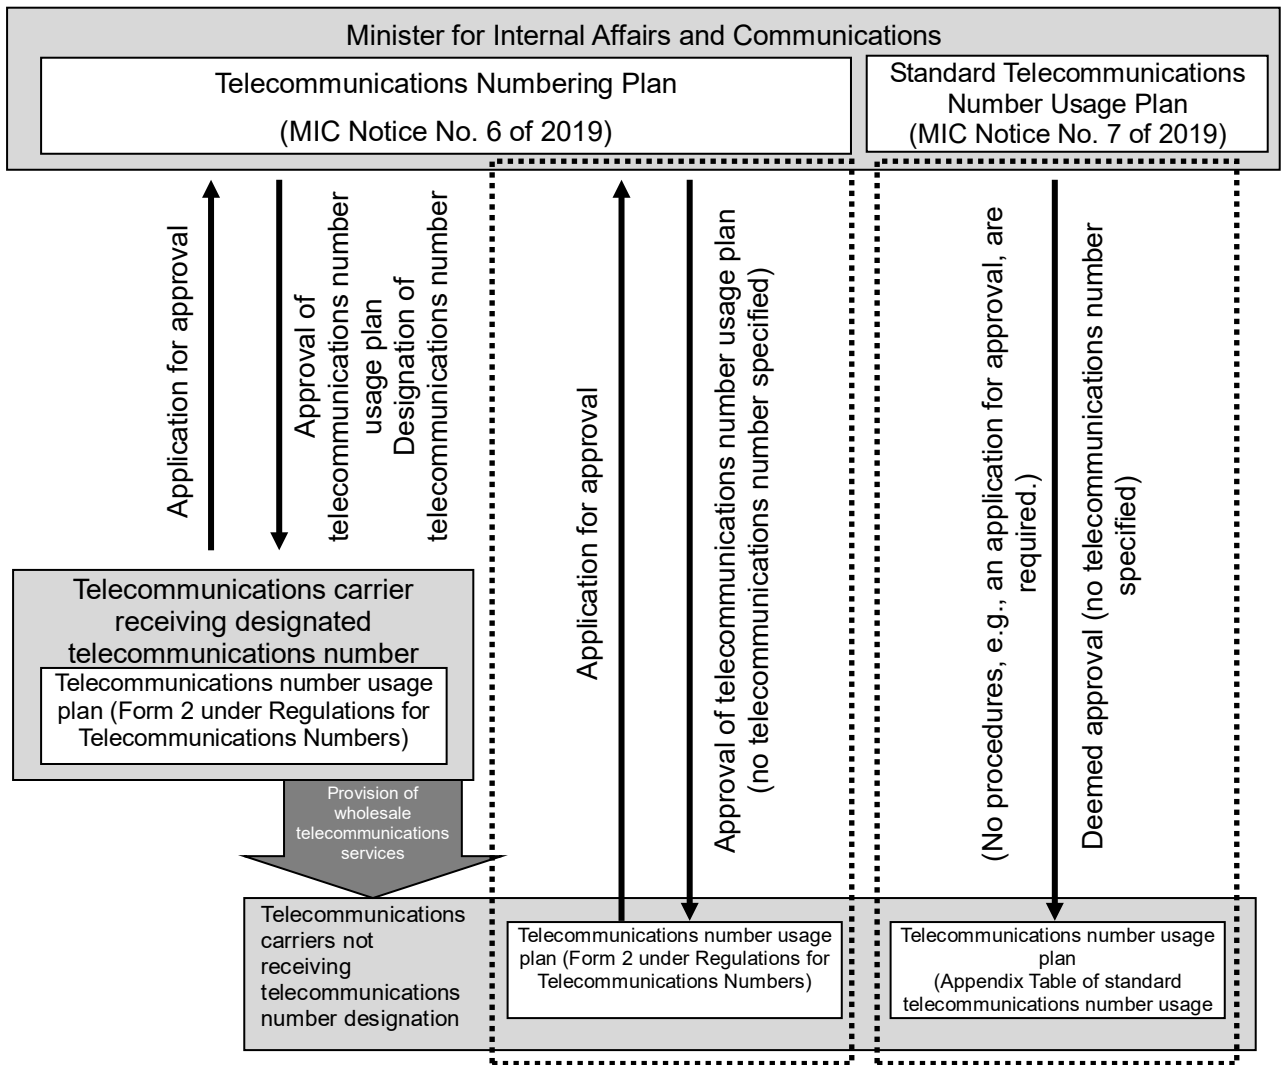 Minister for Internal Affairs and Communications
Telecommunications Numbering Plan
(MIC Notice No. 6 of 2019)
Standard Telecommunications
Number Usage Plan
(MIC Notice No. 7 of 2019)
Application for approval
Approval of
telecommunications number
usage plan
Designation of
telecommunications number
Application for approval
Approval of telecommunications number usage plan
(no telecommunications number specified)
(No procedures, e.g., an application for approval, are
required.)
Deemed approval (no telecommunications number
specified)
Telecommunications carrier
receiving designated
telecommunications number
Telecommunications number usage
plan (Form 2 under Regulations for
Telecommunications Numbers)
Provision of
wholesale
telecommunications
services
Telecommunications
carriers not
receiving
telecommunications
number designation
Telecommunications number usage
plan (Form 2 under Regulations for
Telecommunications Numbers)
Telecommunications number usage
plan
(Appendix Table of standard
telecommunications number usage